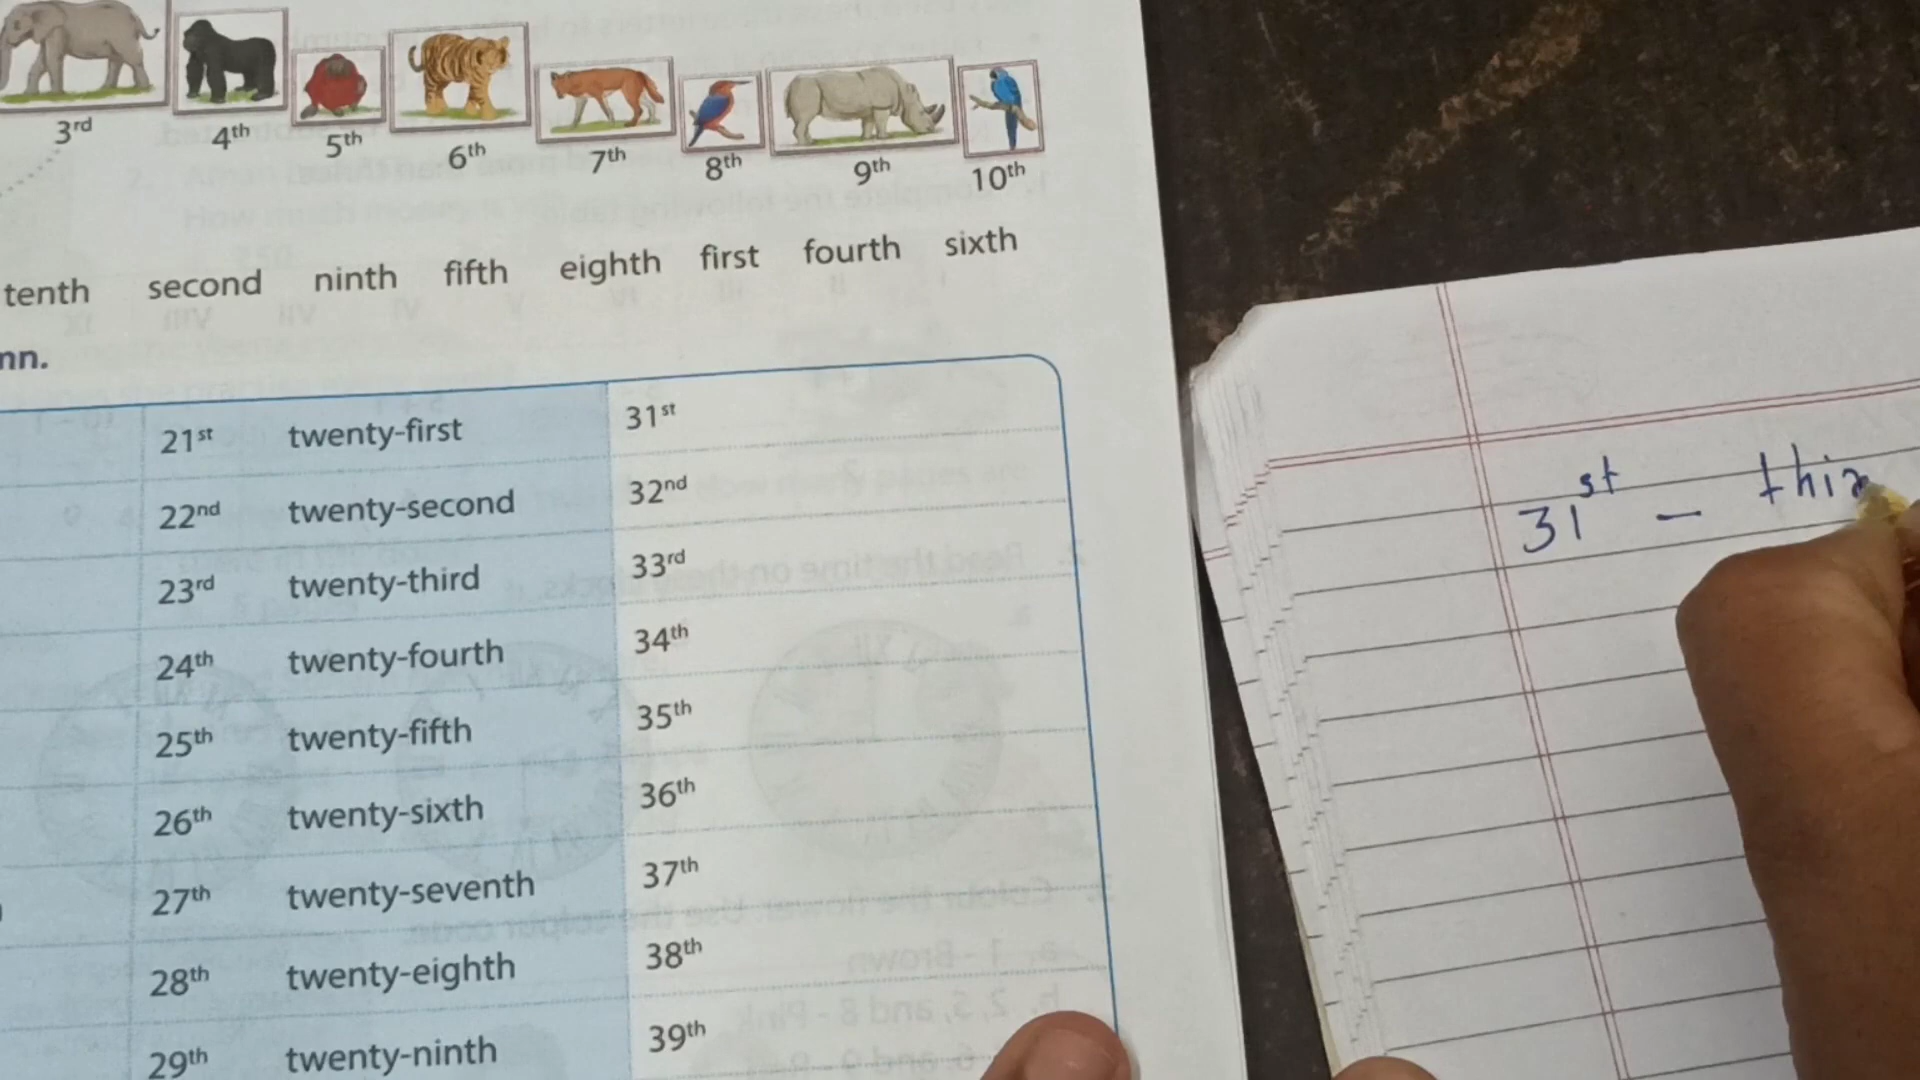 3rd 4th 5th 6th 7th 8th 9th 10th
tenth second ninth fifth eighth first fourth sixth
nn.
21st twenty-first 31st
22nd twenty-second 32nd
23rd twenty-third 33rd
24th twenty-fourth 34th
25th twenty-fifth 35th
26th twenty-sixth 36th
27th twenty-seventh 37th
28th twenty-eighth 38th
29th twenty-ninth 39th
31st - thir